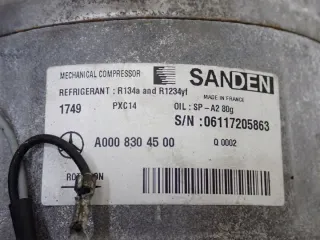 MECHANICAL COMPRESSOR
SANDEN
REFRIGERANT : R134a and R1234yf
MADE IN FRANCE
1749 PXC14 OIL : SP-A2 80g
S/N : 06117205863
A000 830 45 00 Q 0002